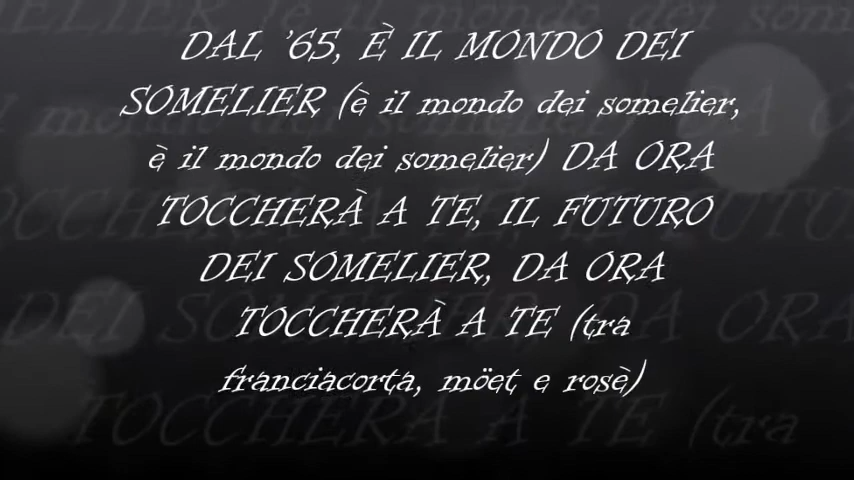 DAL '65, È IL MONDO DEI
SOMELIER (è il mondo dei somelier,
è il mondo dei somelier) DA ORA
TOCCHERÀ A TE, IL FUTURO
DEI SOMELIER, DA ORA
TOCCHERÀ A TE (tra
franciacorta, möet e rosè)